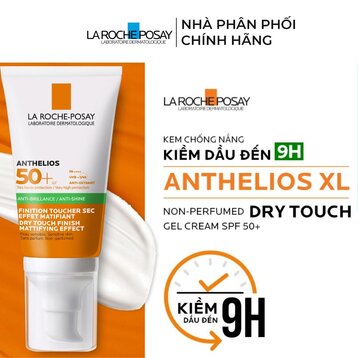 LA ROCHE-POSAY
LABORATOIRE DERMATOLOGIQUE
NHÀ PHÂN PHỐI
CHÍNH HÃNG
LA ROCHE-POSAY
LABORATOIRE DERMATOLOGIQUE
ANTHELIOS
50+
ANTI-BRILLANCE / ANTI-SHINE
FINITION TOUCHER SEC
EFFET MATIFIANT
DRY TOUCH FINISH
MATTIFYING EFFECT
LA ROCHE-POSAY
LABORATOIRE DERMATOLOGIQUE
KEM CHỐNG NẮNG
KIỀM DẦU ĐẾN 9H
ANTHELIOS XL
NON-PERFUMED DRY TOUCH
GEL CREAM SPF 50+
KIỀM
DẦU ĐẾN
9H